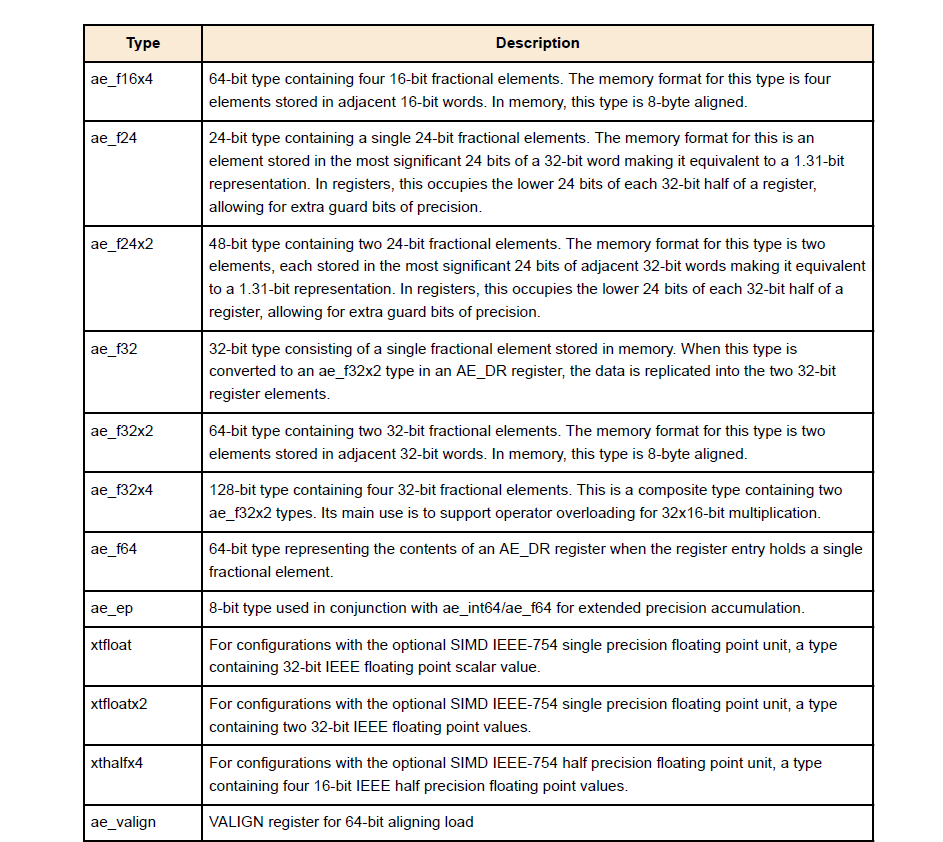 Type Description
ae_f16x4 64-bit type containing four 16-bit fractional elements. The memory format for this type is four
elements stored in adjacent 16-bit words. In memory, this type is 8-byte aligned.
ae_f24 24-bit type containing a single 24-bit fractional elements. The memory format for this is an
element stored in the most significant 24 bits of a 32-bit word making it equivalent to a 1.31-bit
representation. In registers, this occupies the lower 24 bits of each 32-bit half of a register,
allowing for extra guard bits of precision.
ae_f24x2 48-bit type containing two 24-bit fractional elements. The memory format for this type is two
elements, each stored in the most significant 24 bits of adjacent 32-bit words making it equivalent
to a 1.31-bit representation. In registers, this occupies the lower 24 bits of each 32-bit half of a
register, allowing for extra guard bits of precision.
ae_f32 32-bit type consisting of a single fractional element stored in memory. When this type is
converted to an ae_f32x2 type in an AE_DR register, the data is replicated into the two 32-bit
register elements.
ae_f32x2 64-bit type containing two 32-bit fractional elements. The memory format for this type is two
elements stored in adjacent 32-bit words. In memory, this type is 8-byte aligned.
ae_f32x4 128-bit type containing four 32-bit fractional elements. This is a composite type containing two
ae_f32x2 types. Its main use is to support operator overloading for 32x16-bit multiplication.
ae_f64 64-bit type representing the contents of an AE_DR register when the register entry holds a single
fractional element.
ae_ep 8-bit type used in conjunction with ae_int64/ae_f64 for extended precision accumulation.
xtfloat For configurations with the optional SIMD IEEE-754 single precision floating point unit, a type
containing 32-bit IEEE floating point scalar value.
xtfloatx2 For configurations with the optional SIMD IEEE-754 single precision floating point unit, a type
containing two 32-bit IEEE floating point values.
xthalfx4 For configurations with the optional SIMD IEEE-754 half precision floating point unit, a type
containing four 16-bit IEEE half precision floating point values.
ae_valign VALIGN register for 64-bit aligning load